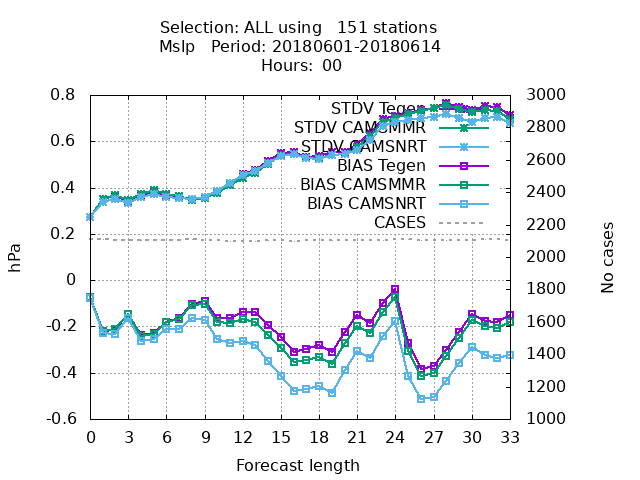 Selection: ALL using 151 stations
Mslp Period: 20180601-20180614
Hours: 00
0.8
0.6
0.4
0.2
0
-0.2
-0.4
-0.6
hPa
STDV Tegen
STDV CAMSMMR
STDV CAMSNRT
BIAS Tegen
BIAS CAMSMMR
BIAS CAMSNRT
CASES
3000
2800
2600
2400
2200
2000
1800
1600
1400
1200
1000
No cases
0 3 6 9 12 15 18 21 24 27 30 33
Forecast length